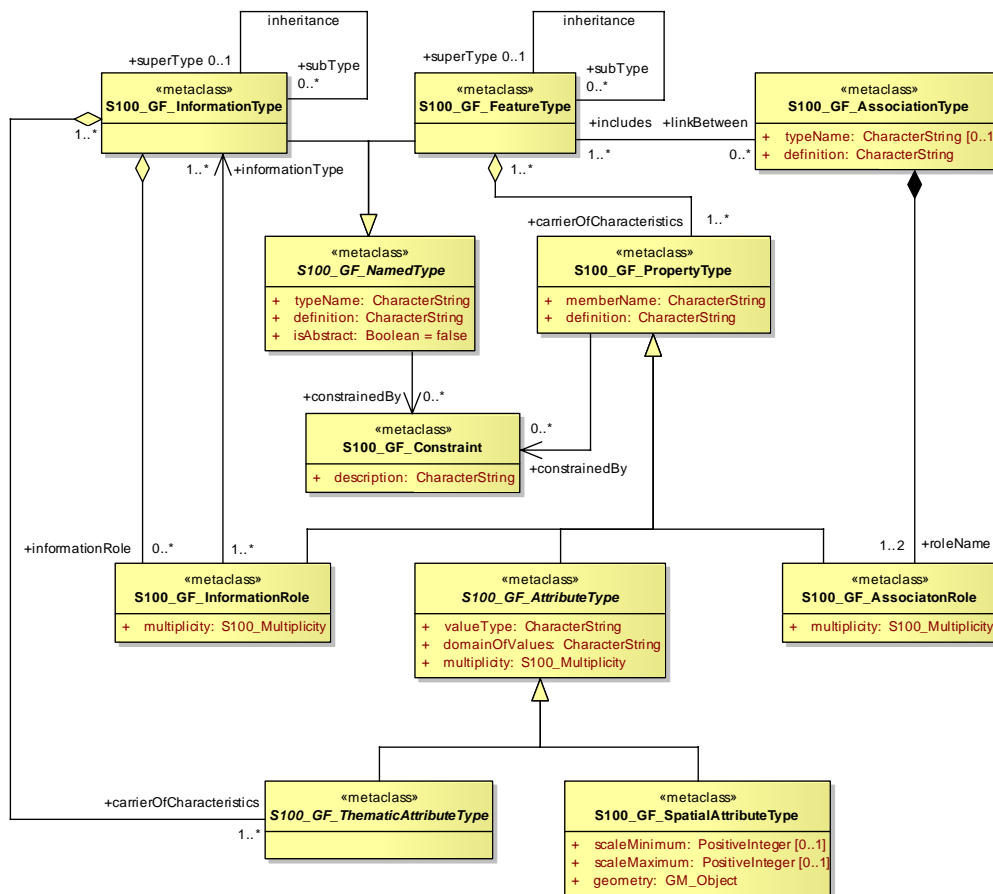 inheritance
inheritance
+superType 0..1
+subType
0..*
+superType 0..1
+subType
0..*
«metaclass»
S100_GF_InformationType
1..*
«metaclass»
S100_GF_FeatureType
«metaclass»
S100_GF_AssociationType
+ typeName: CharacterString [0..1
+ definition: CharacterString
+includes
+linkBetween
1..*
0..*
1..*
+informationType
1..*
+carrierOfCharacteristics
1..*
«metaclass»
S100_GF_NamedType
+ typeName: CharacterString
+ definition: CharacterString
+ isAbstract: Boolean = false
«metaclass»
S100_GF_PropertyType
+ memberName: CharacterString
+ definition: CharacterString
+constrainedBy
0..*
«metaclass»
S100_GF_Constraint
+ description: CharacterString
0..*
+constrainedBy
+informationRole
0..*
1..*
1..2
+roleName
«metaclass»
S100_GF_InformationRole
+ multiplicity: S100_Multiplicity
«metaclass»
S100_GF_AttributeType
+ valueType: CharacterString
+ domainOfValues: CharacterString
+ multiplicity: S100_Multiplicity
«metaclass»
S100_GF_AssociatonRole
+ multiplicity: S100_Multiplicity
+carrierOfCharacteristics
1..*
«metaclass»
S100_GF_ThematicAttributeType
«metaclass»
S100_GF_SpatialAttributeType
+ scaleMinimum: PositiveInteger [0..1]
+ scaleMaximum: PositiveInteger [0..1]
+ geometry: GM_Object